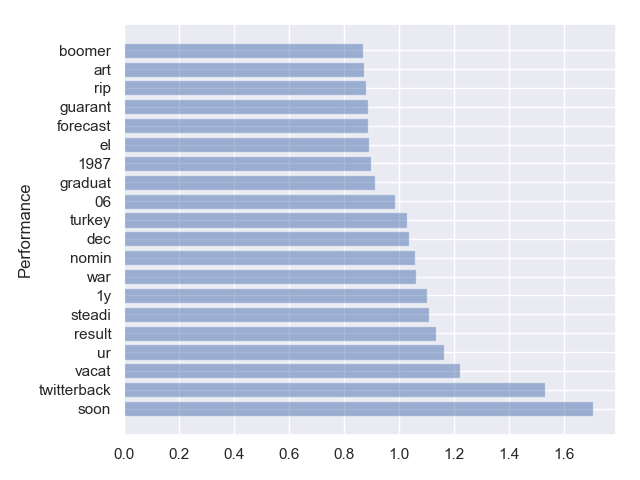 boomer
art
rip
guarant
forecast
el
1987
graduat
06
turkey
dec
nomin
war
1y
steadi
result
ur
vacat
twitterback
soon
Performance
0.0 0.2 0.4 0.6 0.8 1.0 1.2 1.4 1.6